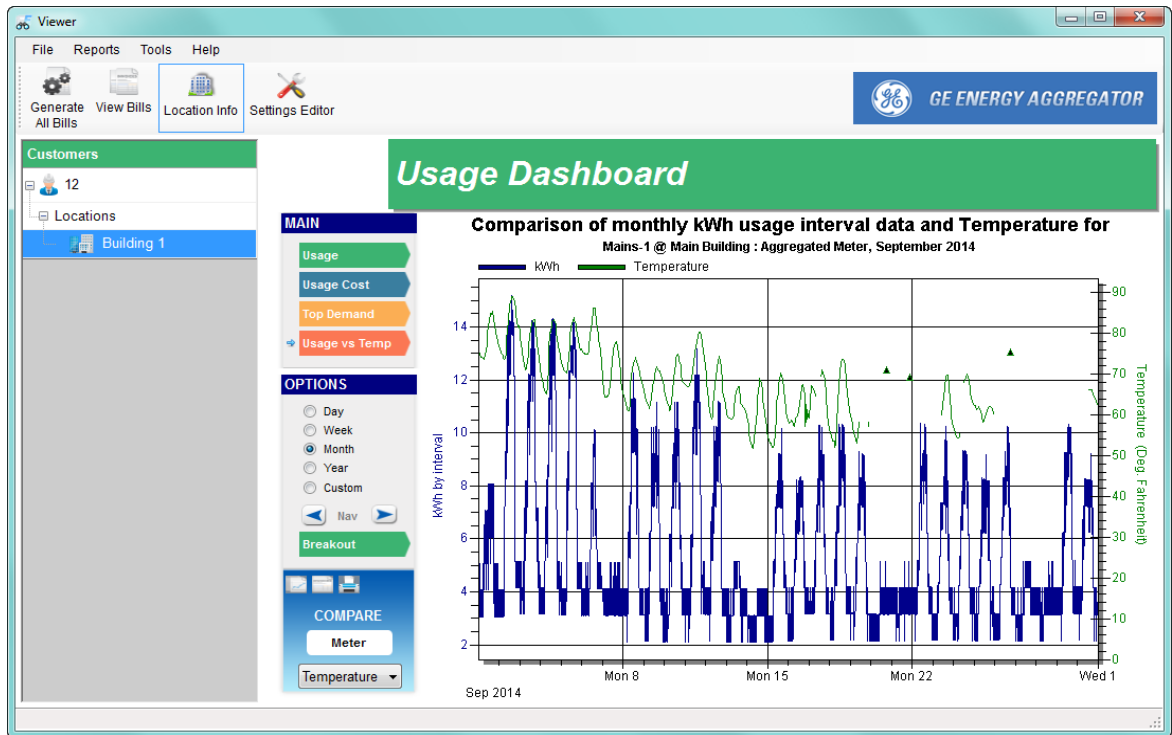 Viewer
File Reports Tools Help
Generate All Bills
View Bills
Location Info
Settings Editor
GE ENERGY AGGREGATOR
Customers
12
Locations
Building 1
Usage Dashboard
MAIN
Usage
Usage Cost
Top Demand
Usage vs Temp
OPTIONS
Day
Week
Month
Year
Custom
Nav
Breakout
COMPARE
Meter
Temperature
Comparison of monthly kWh usage interval data and Temperature for
Mains-1 @ Main Building : Aggregated Meter, September 2014
kWh Temperature
kWh by interval
14
12
10
8
6
4
2
90
80
70
60
50
40
30
20
10
0
Temperature (Deg. Fahrenheit)
Mon 8 Mon 15 Mon 22 Wed 1
Sep 2014